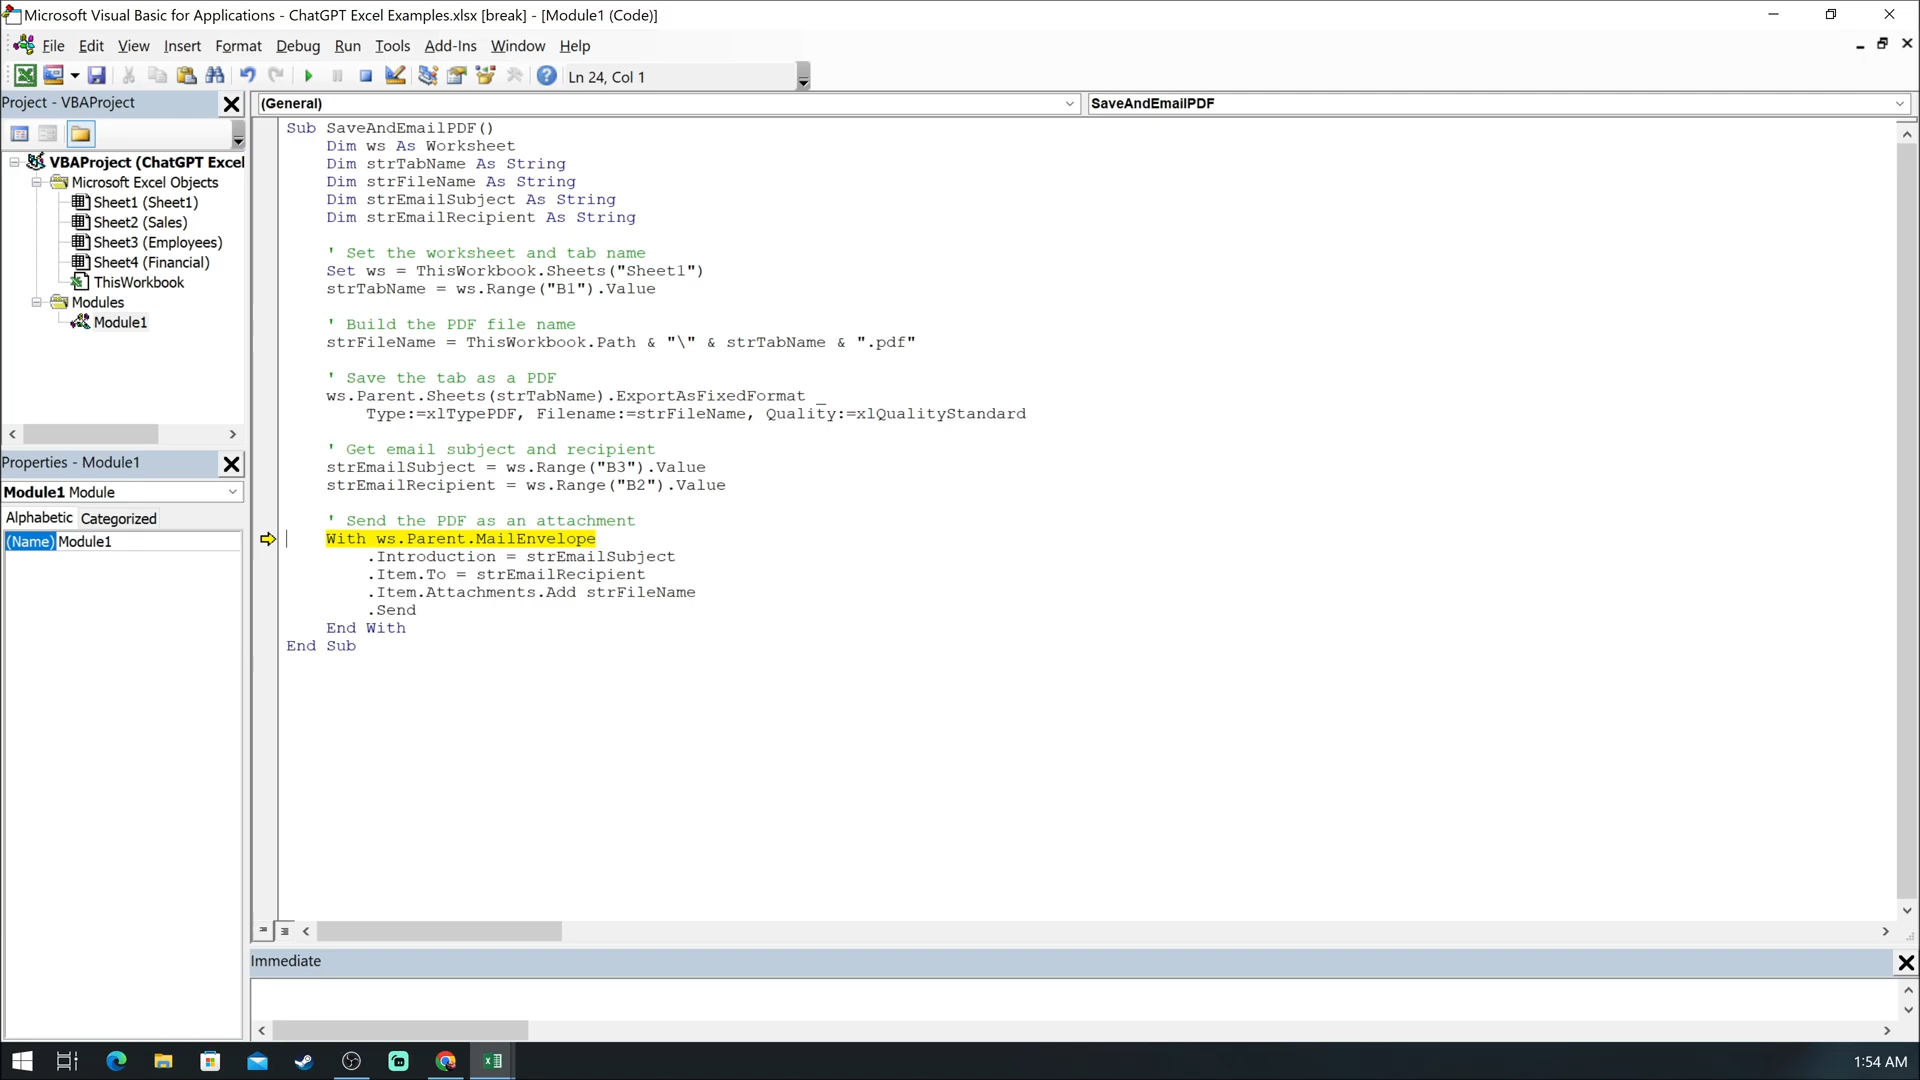 Microsoft Visual Basic for Applications - ChatGPT Excel Examples.xlsx [break] - [Module1 (Code)]
File Edit View Insert Format Debug Run Tools Add-Ins Window Help
Ln 24, Col 1
Project - VBAProject
(General)
SaveAndEmailPDF
VBAProject (ChatGPT Excel
Microsoft Excel Objects
Sheet1 (Sheet1)
Sheet2 (Sales)
Sheet3 (Employees)
Sheet4 (Financial)
ThisWorkbook
Modules
Module1
Properties - Module1
Module1 Module
Alphabetic Categorized
(Name) Module1
Sub SaveAndEmailPDF()
Dim ws As Worksheet
Dim strTabName As String
Dim strFileName As String
Dim strEmailSubject As String
Dim strEmailRecipient As String
' Set the worksheet and tab name
Set ws = ThisWorkbook.Sheets("Sheet1")
strTabName = ws.Range("B1").Value
' Build the PDF file name
strFileName = ThisWorkbook.Path & "\" & strTabName & ".pdf"
' Save the tab as a PDF
ws.Parent.Sheets(strTabName).ExportAsFixedFormat _
Type:=xlTypePDF, Filename:=strFileName, Quality:=xlQualityStandard
' Get email subject and recipient
strEmailSubject = ws.Range("B3").Value
strEmailRecipient = ws.Range("B2").Value
' Send the PDF as an attachment
With ws.Parent.MailEnvelope
.Introduction = strEmailSubject
.Item.To = strEmailRecipient
.Item.Attachments.Add strFileName
.Send
End With
End Sub
Immediate
1:54 AM